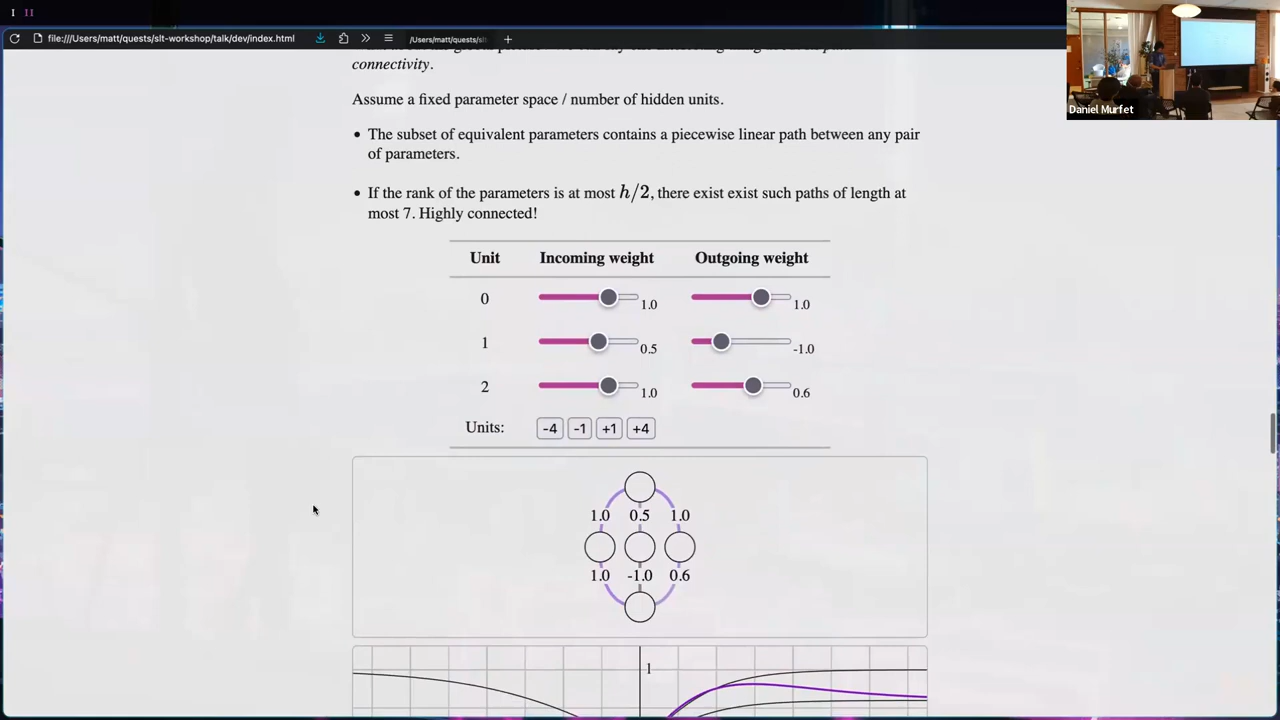 file:///Users/matt/quests/slt-workshop/talk/dev/index.html
/Users/matt/quests/slt
Daniel Murfet
connectivity.
Assume a fixed parameter space / number of hidden units.
• The subset of equivalent parameters contains a piecewise linear path between any pair
of parameters.
• If the rank of the parameters is at most h/2, there exist exist such paths of length at
most 7. Highly connected!
Unit Incoming weight Outgoing weight
0 1.0 1.0
1 0.5 -1.0
2 1.0 0.6
Units: -4 -1 +1 +4
1.0 0.5 1.0
1.0 -1.0 0.6
1